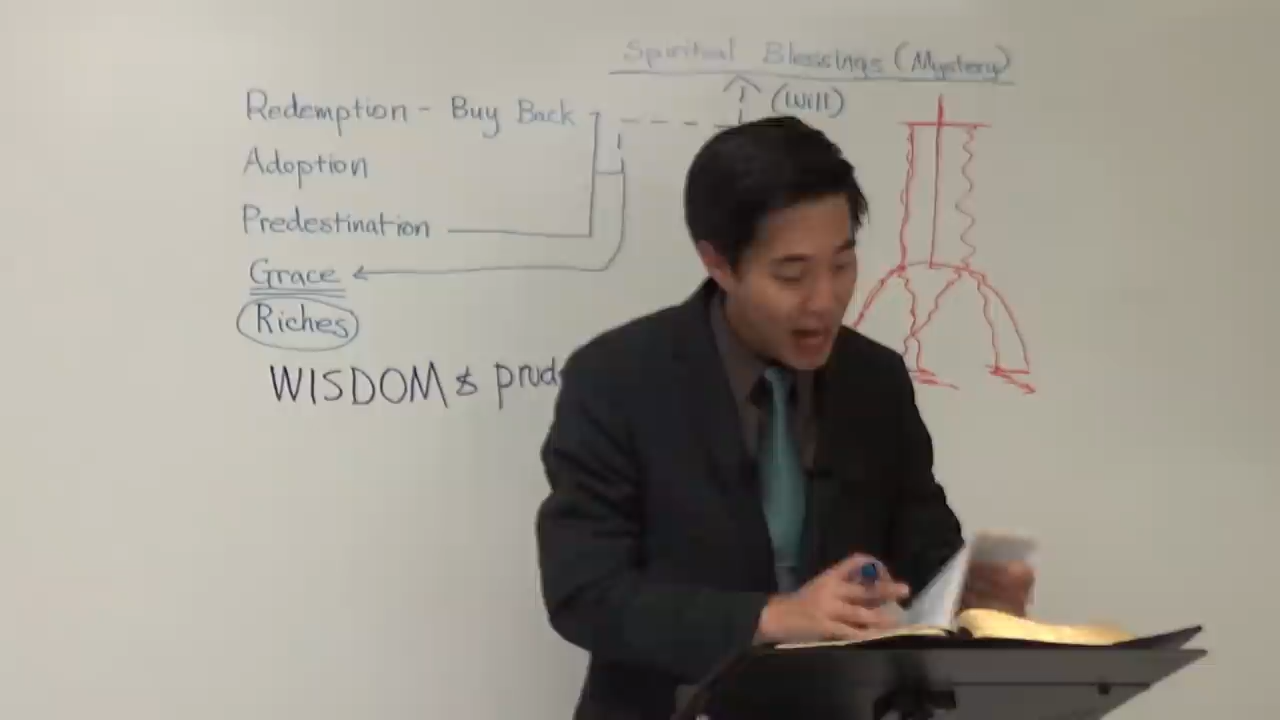 Spiritual Blessings (Mystery)
(Will)
Redemption - Buy Back
Adoption
Predestination
Grace
Riches
WISDOM & prud